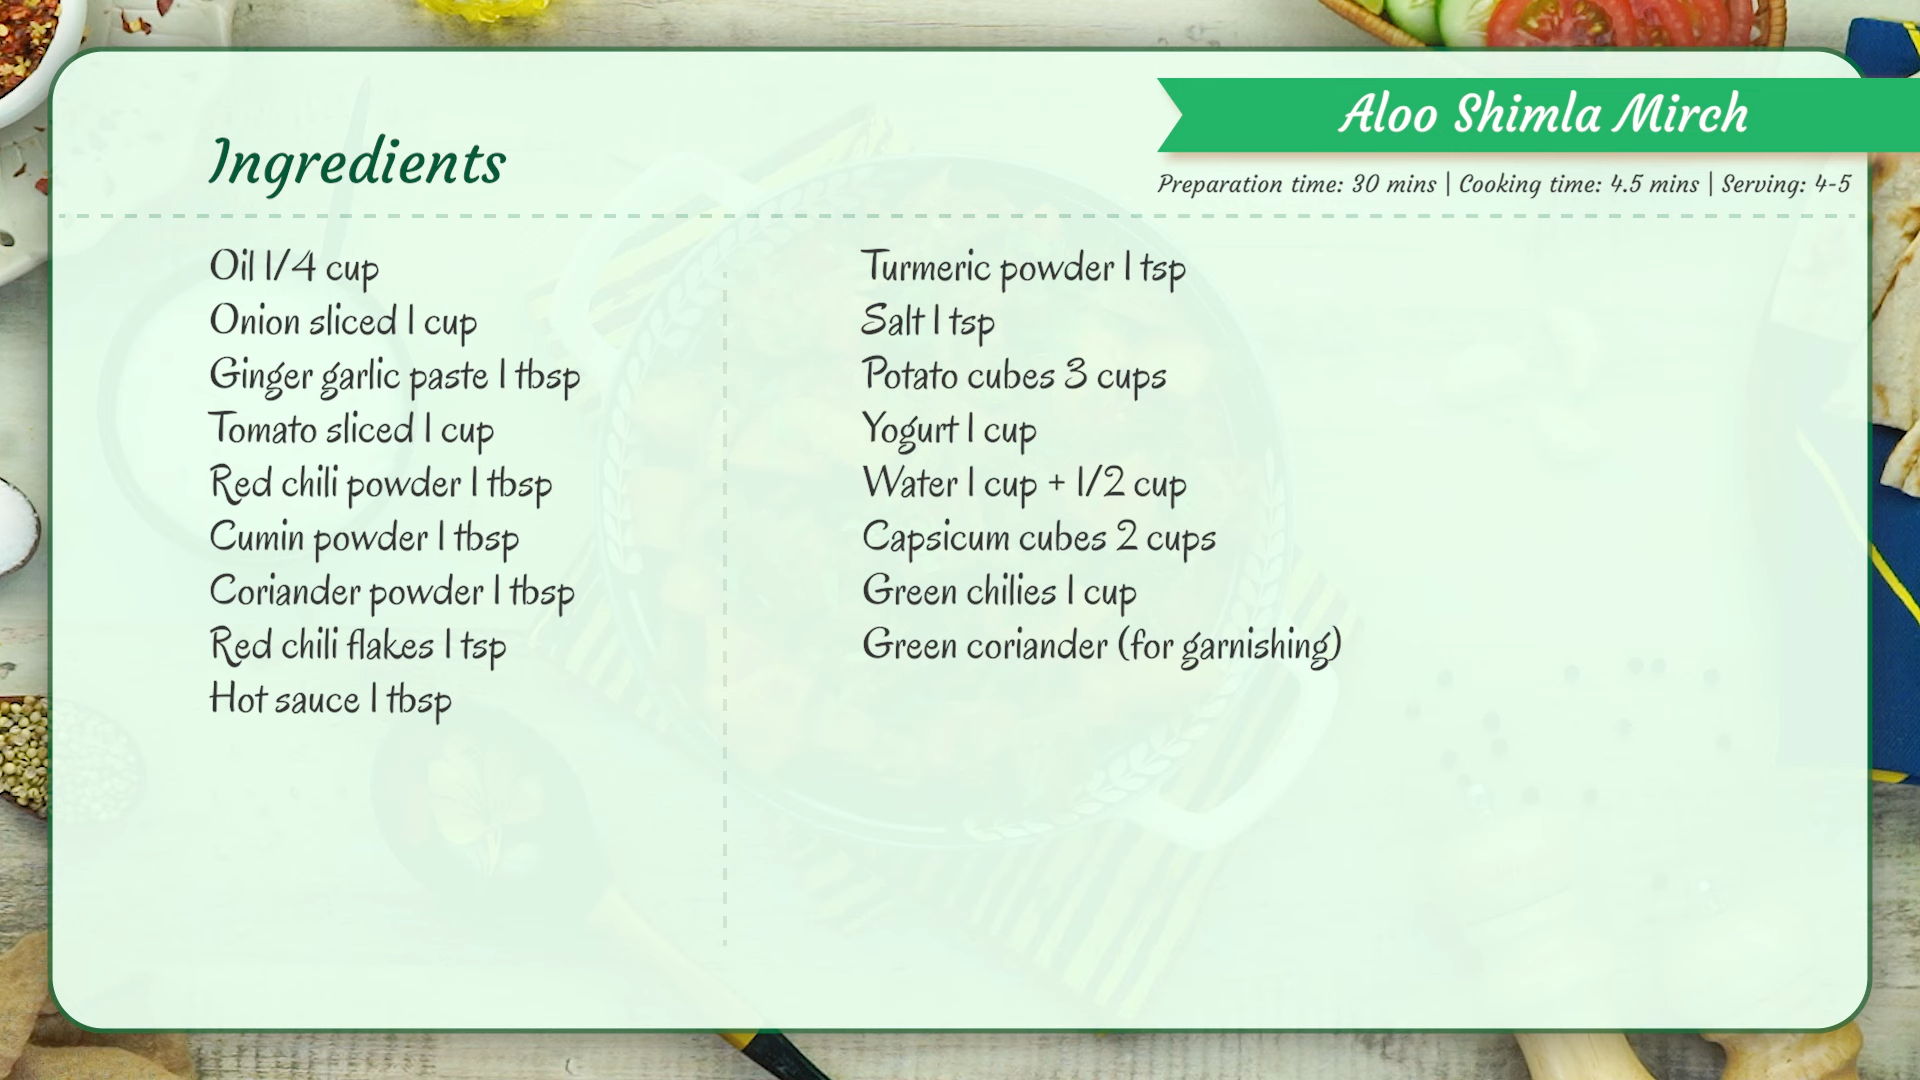 Aloo Shimla Mirch
Preparation time: 30 mins | Cooking time: 4.5 mins | Serving: 4-5
Ingredients
Oil 1/4 cup
Onion sliced 1 cup
Ginger garlic paste 1 tbsp
Tomato sliced 1 cup
Red chili powder 1 tbsp
Cumin powder 1 tbsp
Coriander powder 1 tbsp
Red chili flakes 1 tsp
Hot sauce 1 tbsp
Turmeric powder 1 tsp
Salt 1 tsp
Potato cubes 3 cups
Yogurt 1 cup
Water 1 cup + 1/2 cup
Capsicum cubes 2 cups
Green chilies 1 cup
Green coriander (for garnishing)